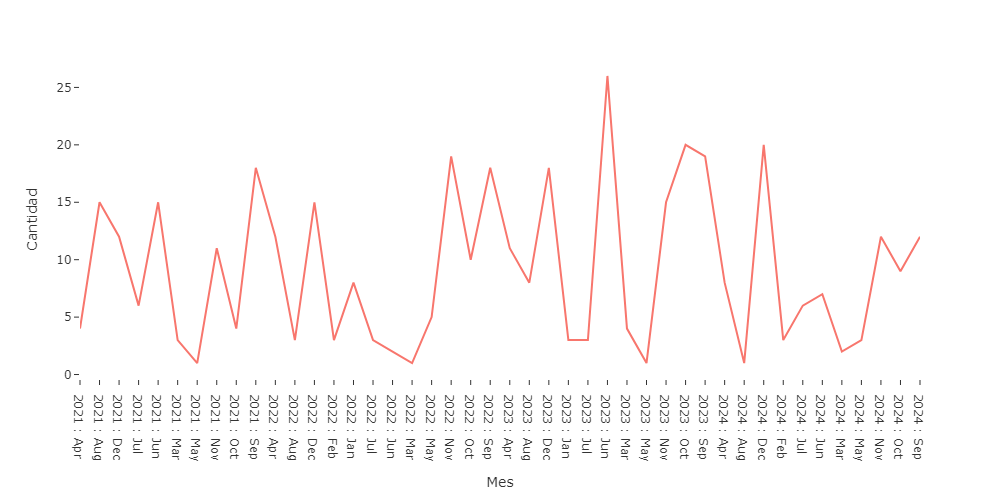 25
20
15
10
5
0
Cantidad
2021 : Apr
2021 : Aug
2021 : Dec
2021 : Jul
2021 : Jun
2021 : Mar
2021 : May
2021 : Nov
2021 : Oct
2021 : Sep
2022 : Apr
2022 : Aug
2022 : Dec
2022 : Feb
2022 : Jan
2022 : Jul
2022 : Jun
2022 : Mar
2022 : May
2022 : Nov
2022 : Oct
2022 : Sep
2023 : Apr
2023 : Aug
2023 : Dec
2023 : Jan
2023 : Jul
2023 : Jun
2023 : Mar
2023 : May
2023 : Nov
2023 : Oct
2023 : Sep
2024 : Apr
2024 : Aug
2024 : Dec
2024 : Feb
2024 : Jul
2024 : Jun
2024 : Mar
2024 : May
2024 : Nov
2024 : Oct
2024 : Sep
Mes